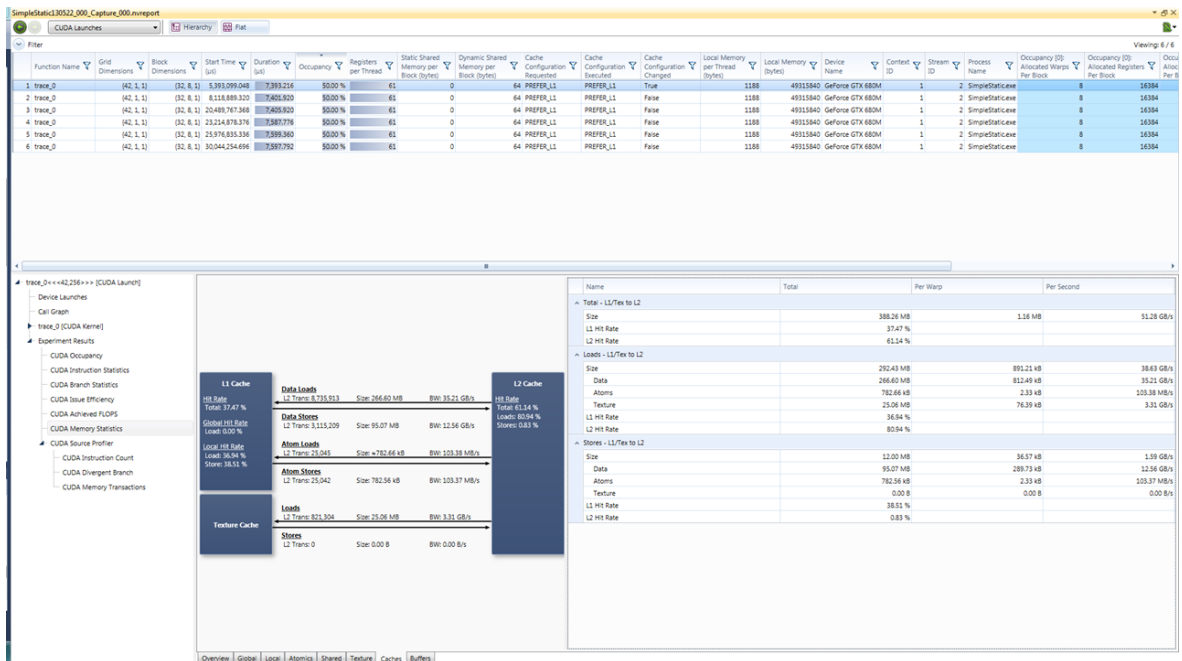 SimpleStatic130522_000_Capture_000.nvreport
CUDA Launches Hierarchy Flat
Filter Viewing: 6 / 6
Function Name Grid Dimensions Block Dimensions Start Time (μs) Duration (μs) Occupancy Registers per Thread Static Shared Memory per Block (bytes) Dynamic Shared Memory per Block (bytes) Cache Configuration Requested Cache Configuration Executed Cache Configuration Changed Local Memory per Thread (bytes) Local Memory (bytes) Device Name Context ID Stream ID Process Name Occupancy [0]: Allocated Warps Per Block Occupancy [0]: Allocated Registers Per Block Occu Alloc Per B
1 trace_0 (42, 1, 1) (32, 8, 1) 5,393,099.048 7,393.216 50.00 % 61 0 64 PREFER_L1 PREFER_L1 True 1188 49315840 GeForce GTX 680M 1 2 SimpleStatic.exe 8 16384
2 trace_0 (42, 1, 1) (32, 8, 1) 8,118,889.320 7,401.920 50.00 % 61 0 64 PREFER_L1 PREFER_L1 False 1188 49315840 GeForce GTX 680M 1 2 SimpleStatic.exe 8 16384
3 trace_0 (42, 1, 1) (32, 8, 1) 20,489,767.368 7,405.920 50.00 % 61 0 64 PREFER_L1 PREFER_L1 False 1188 49315840 GeForce GTX 680M 1 2 SimpleStatic.exe 8 16384
4 trace_0 (42, 1, 1) (32, 8, 1) 23,214,878.376 7,587.776 50.00 % 61 0 64 PREFER_L1 PREFER_L1 False 1188 49315840 GeForce GTX 680M 1 2 SimpleStatic.exe 8 16384
5 trace_0 (42, 1, 1) (32, 8, 1) 25,976,835.336 7,599.360 50.00 % 61 0 64 PREFER_L1 PREFER_L1 False 1188 49315840 GeForce GTX 680M 1 2 SimpleStatic.exe 8 16384
6 trace_0 (42, 1, 1) (32, 8, 1) 30,044,254.696 7,597.792 50.00 % 61 0 64 PREFER_L1 PREFER_L1 False 1188 49315840 GeForce GTX 680M 1 2 SimpleStatic.exe 8 16384
trace_0<<<42,256>>> [CUDA Launch]
Device Launches
Call Graph
trace_0 [CUDA Kernel]
Experiment Results
CUDA Occupancy
CUDA Instruction Statistics
CUDA Branch Statistics
CUDA Issue Efficiency
CUDA Achieved FLOPS
CUDA Memory Statistics
CUDA Source Profiler
CUDA Instruction Count
CUDA Divergent Branch
CUDA Memory Transactions
L1 Cache
Hit Rate
Total: 37.47 %
Global Hit Rate
Load: 0.00 %
Local Hit Rate
Load: 36.94 %
Store: 38.51 %
Texture Cache
Data Loads
L2 Trans: 8,735,913 Size: 266.60 MB BW: 35.21 GB/s
Data Stores
L2 Trans: 3,115,209 Size: 95.07 MB BW: 12.56 GB/s
Atom Loads
L2 Trans: 25,045 Size: ≈782.66 kB BW: 103.38 MB/s
Atom Stores
L2 Trans: 25,042 Size: 782.56 kB BW: 103.37 MB/s
Loads
L2 Trans: 821,304 Size: 25.06 MB BW: 3.31 GB/s
Stores
L2 Trans: 0 Size: 0.00 B BW: 0.00 B/s
L2 Cache
Hit Rate
Total: 61.14 %
Loads: 80.94 %
Stores: 0.83 %
Name Total Per Warp Per Second
Total - L1/Tex to L2
Size 388.26 MB 1.16 MB 51.28 GB/s
L1 Hit Rate 37.47 %
L2 Hit Rate 61.14 %
Loads - L1/Tex to L2
Size 292.43 MB 891.21 kB 38.63 GB/s
Data 266.60 MB 812.49 kB 35.21 GB/s
Atoms 782.66 kB 2.33 kB 103.38 MB/s
Texture 25.06 MB 76.39 kB 3.31 GB/s
L1 Hit Rate 36.94 %
L2 Hit Rate 80.94 %
Stores - L1/Tex to L2
Size 12.00 MB 36.57 kB 1.59 GB/s
Data 95.07 MB 289.73 kB 12.56 GB/s
Atoms 782.56 kB 2.33 kB 103.37 MB/s
Texture 0.00 B 0.00 B 0.00 B/s
L1 Hit Rate 38.51 %
L2 Hit Rate 0.83 %
Overview Global Local Atomics Shared Texture Caches Buffers